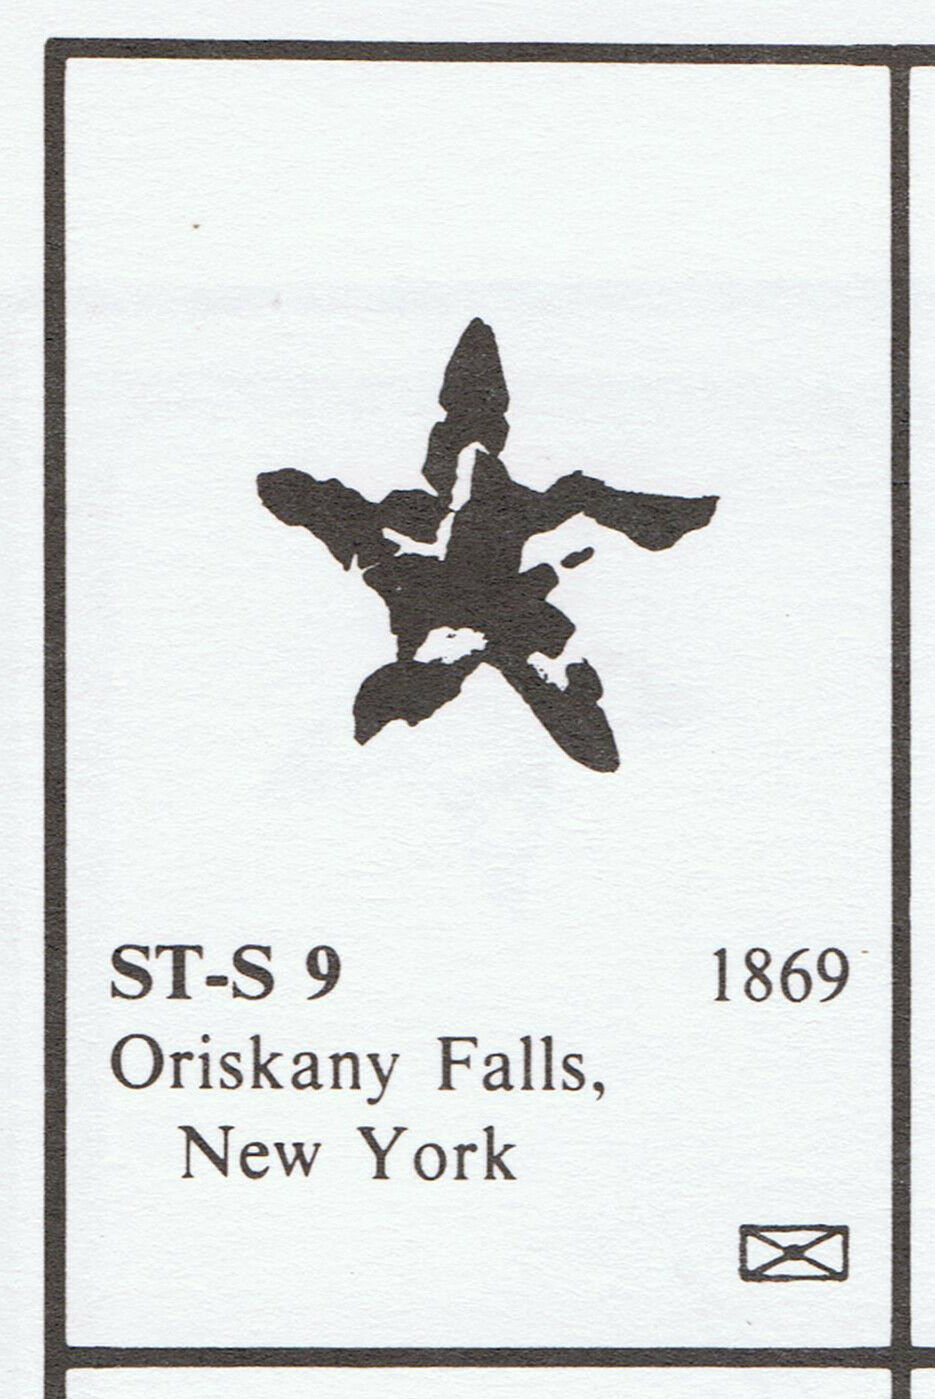 ST-S 9 1869
Oriskany Falls,
New York